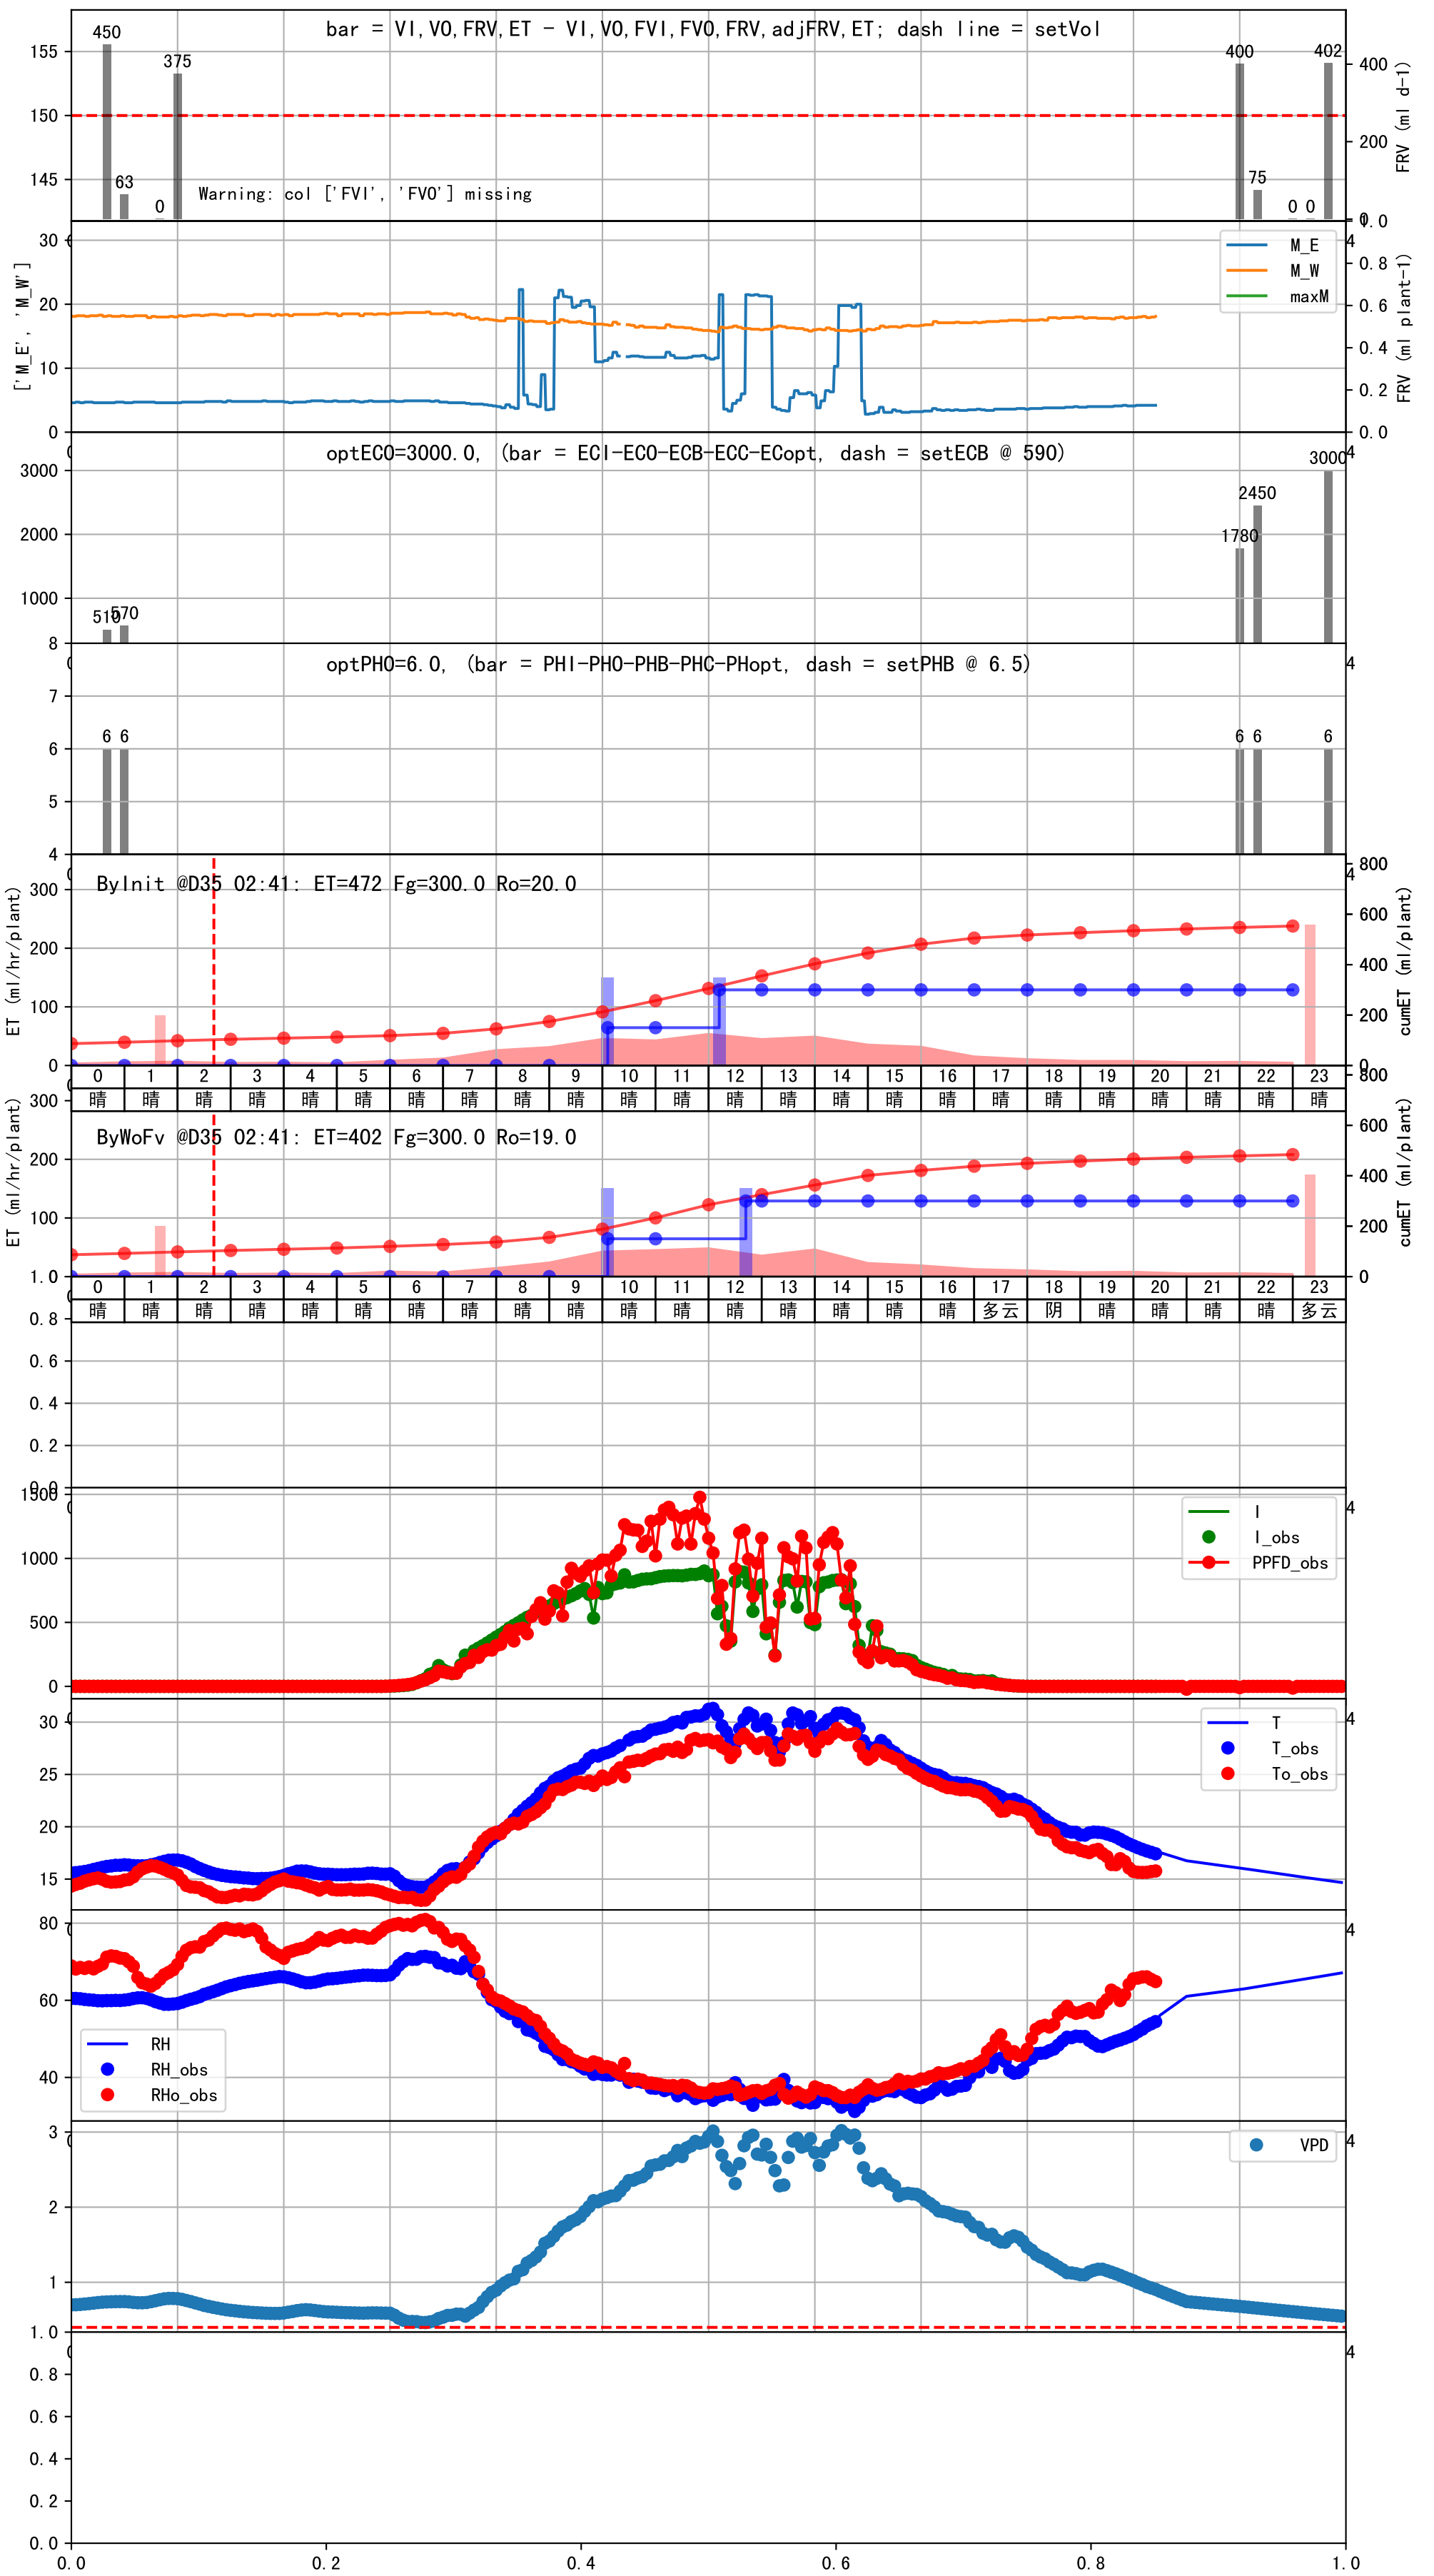 bar = VI,VO,FRV,ET - VI,VO,FVI,FVO,FRV,adjFRV,ET; dash line = setVol
450
63
0
375
400
75
0 0
402
155
150
145
400
200
0
FRV (ml d-1)
Warning: col ['FVI', 'FVO'] missing
['M_E', 'M_W']
30
20
10
0
1.0
0.8
0.6
0.4
0.2
0.0
FRV (ml plant-1)
M_E
M_W
maxM
optECO=3000.0, (bar = ECI-ECO-ECB-ECC-ECopt, dash = setECB @ 590)
3000
2000
1000
510
570
1780
2450
3000
optPHO=6.0, (bar = PHI-PHO-PHB-PHC-PHopt, dash = setPHB @ 6.5)
8
7
6
5
4
6 6
6 6
6
ByInit @D35 02:41: ET=472 Fg=300.0 Ro=20.0
ET (ml/hr/plant)
300
200
100
0
800
600
400
200
0
cumET (ml/plant)
0 1 2 3 4 5 6 7 8 9 10 11 12 13 14 15 16 17 18 19 20 21 22 23
晴 晴 晴 晴 晴 晴 晴 晴 晴 晴 晴 晴 晴 晴 晴 晴 晴 晴 晴 晴 晴 晴 晴 晴
ByWoFv @D35 02:41: ET=402 Fg=300.0 Ro=19.0
ET (ml/hr/plant)
300
200
100
800
600
400
200
0
cumET (ml/plant)
0 1 2 3 4 5 6 7 8 9 10 11 12 13 14 15 16 17 18 19 20 21 22 23
晴 晴 晴 晴 晴 晴 晴 晴 晴 晴 晴 晴 晴 晴 晴 晴 晴 多云 阴 晴 晴 晴 晴 多云
1.0
0.8
0.6
0.4
0.2
0.0
1500
1000
500
0
I
I_obs
PPFD_obs
30
25
20
15
T
T_obs
To_obs
80
60
40
RH
RH_obs
RHo_obs
3
2
1
VPD
1.0
0.8
0.6
0.4
0.2
0.0
0.0 0.2 0.4 0.6 0.8 1.0